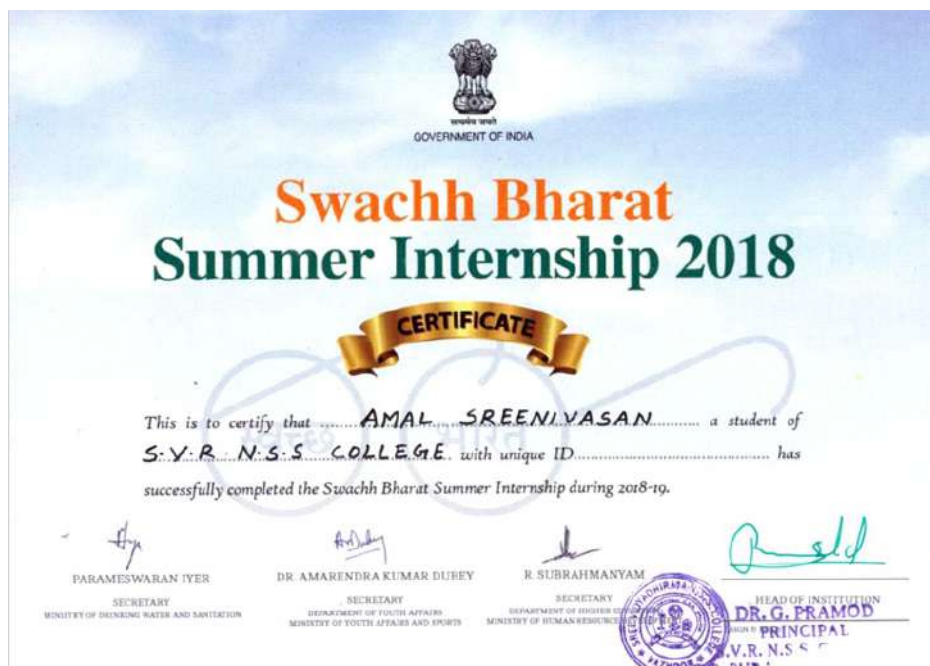 सत्यमेव जयते
GOVERNMENT OF INDIA
Swachh Bharat
Summer Internship 2018
CERTIFICATE
स्वच्छ भारत
This is to certify that ...... AMAL SREENIVASAN ............ a student of
S.V.R N.S.S COLLEGE with unique ID............................................ has
successfully completed the Swachh Bharat Summer Internship during 2018-19.
PARAMESWARAN IYER
SECRETARY
MINISTRY OF DRINKING WATER AND SANITATION
DR. AMARENDRA KUMAR DUBEY
SECRETARY
DEPARTMENT OF YOUTH AFFAIRS
MINISTRY OF YOUTH AFFAIRS AND SPORTS
R. SUBRAHMANYAM
SECRETARY
DEPARTMENT OF HIGHER
MINISTRY OF HUMAN RESOURCE
HEAD OF INSTITUTION
DR. G. PRAMOD
PRINCIPAL
S.V.R. N.S.S